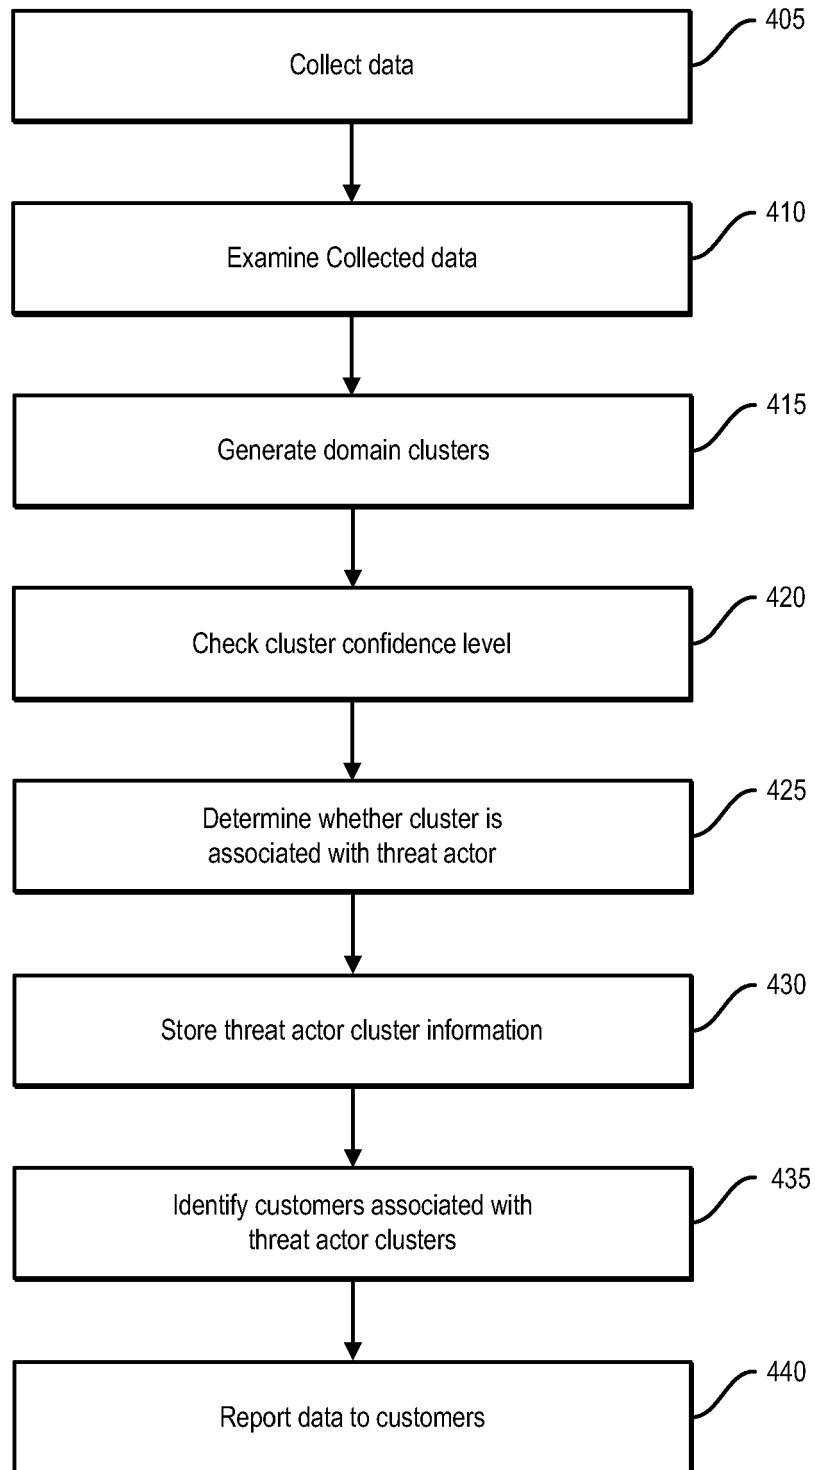 405
Collect data
410
Examine Collected data
415
Generate domain clusters
420
Check cluster confidence level
425
Determine whether cluster is
associated with threat actor
430
Store threat actor cluster information
435
Identify customers associated with
threat actor clusters
440
Report data to customers